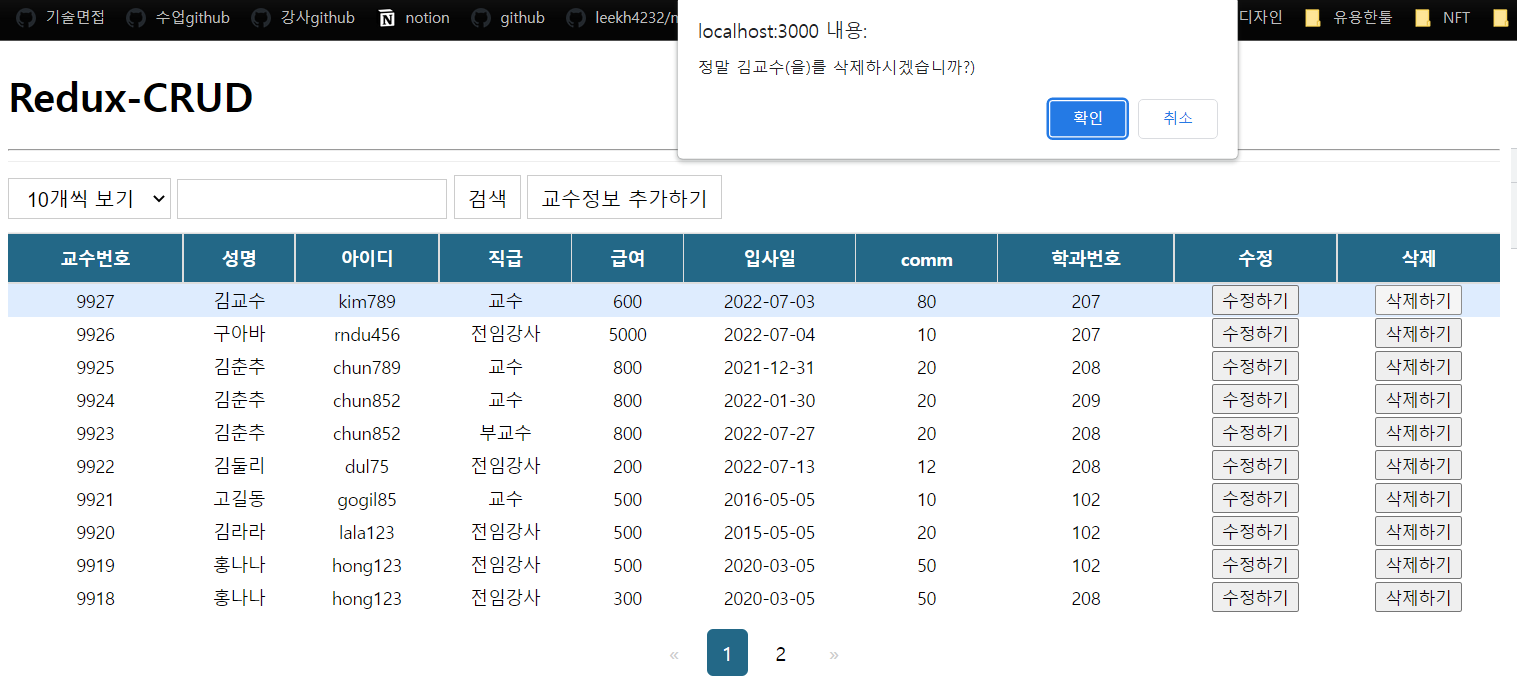 기술면접 수업github 강사github notion github leekh4232/ 디자인 유용한툴 NFT
localhost:3000 내용:
정말 김교수(을)를 삭제하시겠습니까?)
확인 취소
Redux-CRUD
10개씩 보기 검색 교수정보 추가하기
교수번호 성명 아이디 직급 급여 입사일 comm 학과번호 수정 삭제
9927 김교수 kim789 교수 600 2022-07-03 80 207 수정하기 삭제하기
9926 구아바 rndu456 전임강사 5000 2022-07-04 10 207 수정하기 삭제하기
9925 김춘추 chun789 교수 800 2021-12-31 20 208 수정하기 삭제하기
9924 김춘추 chun852 교수 800 2022-01-30 20 209 수정하기 삭제하기
9923 김춘추 chun852 부교수 800 2022-07-27 20 208 수정하기 삭제하기
9922 김둘리 dul75 전임강사 200 2022-07-13 12 208 수정하기 삭제하기
9921 고길동 gogil85 교수 500 2016-05-05 10 102 수정하기 삭제하기
9920 김라라 lala123 전임강사 500 2015-05-05 20 102 수정하기 삭제하기
9919 홍나나 hong123 전임강사 500 2020-03-05 50 102 수정하기 삭제하기
9918 홍나나 hong123 전임강사 300 2020-03-05 50 208 수정하기 삭제하기
« 1 2 »